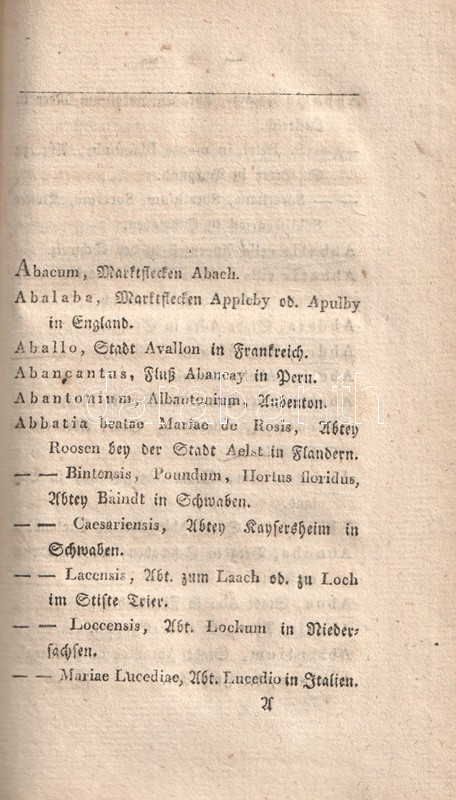 Abacum, Marktflecken Abach.
Abalaba, Marktflecken Appleby od. Apulby
in England.
Aballo, Stadt Avallon in Frankreich.
Abancantus, Fluß Abancay in Peru.
Abantonium, Albantonium, Aubenton.
Abbatia beatae Mariae de Rosis, Abtey
Roosen bey der Stadt Aelst in Flandern.
— — Bintensis, Poundum, Hortus floridus,
Abtey Baindt in Schwaben.
— — Caesariensis, Abtey Kaysersheim in
Schwaben.
— — Lacensis, Abt. zum Laach od. zu Loch
im Stifte Trier.
— — Loccensis, Abt. Lockum in Nieder-
sachsen.
— — Mariae Lucediae, Abt. Lucedio in Italien.
A